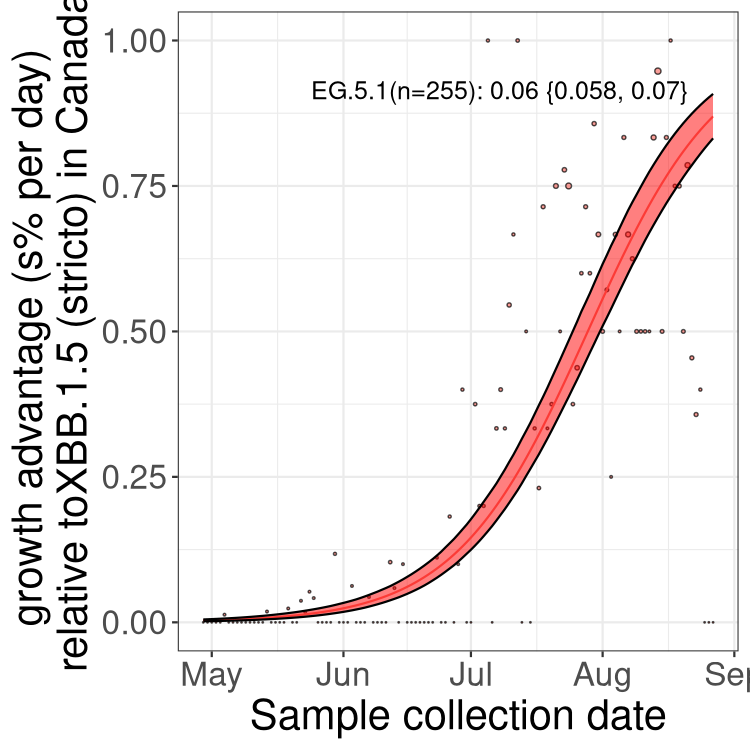 growth advantage (s% per day)
relative toXBB.1.5 (stricto) in Canada
1.00
0.75
0.50
0.25
0.00
EG.5.1(n=255): 0.06 {0.058, 0.07}
May Jun Jul Aug Sep
Sample collection date